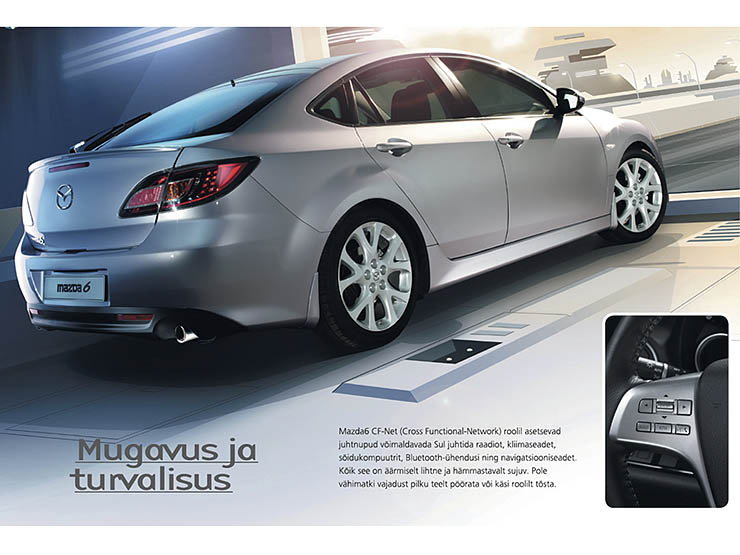 mazda6
Mugavus ja
turvalisus
Mazda6 CF-Net (Cross Functional-Network) roolil asetsevad
juhtnupud võimaldavada Sul juhtida raadiot, kliimaseadet,
sõidukompuutrit, Bluetooth-ühendusi ning navigatsiooniseadet.
Kõik see on äärmiselt lihtne ja hämmastavalt sujuv. Pole
vähimatki vajadust pilku teelt pöörata või käsi roolilt tõsta.